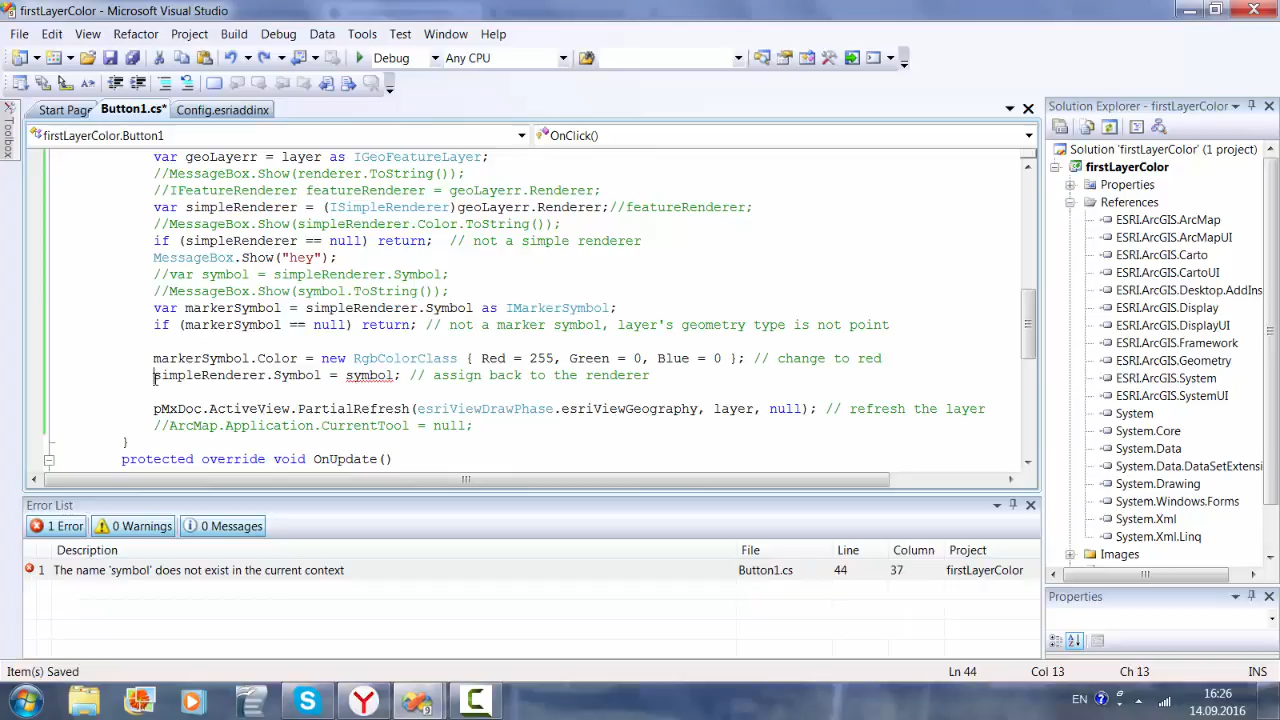 firstLayerColor - Microsoft Visual Studio
File Edit View Refactor Project Build Debug Data Tools Test Window Help
Debug Any CPU
Start Page Button1.cs* Config.esriaddinx
firstLayerColor.Button1 OnClick()
Toolbox
var geoLayerr = layer as IGeoFeatureLayer;
//MessageBox.Show(renderer.ToString());
//IFeatureRenderer featureRenderer = geoLayerr.Renderer;
var simpleRenderer = (ISimpleRenderer)geoLayerr.Renderer;//featureRenderer;
//MessageBox.Show(simpleRenderer.Color.ToString());
if (simpleRenderer == null) return;  // not a simple renderer
MessageBox.Show("hey");
//var symbol = simpleRenderer.Symbol;
//MessageBox.Show(symbol.ToString());
var markerSymbol = simpleRenderer.Symbol as IMarkerSymbol;
if (markerSymbol == null) return; // not a marker symbol, layer's geometry type is not point
markerSymbol.Color = new RgbColorClass { Red = 255, Green = 0, Blue = 0 }; // change to red
simpleRenderer.Symbol = symbol; // assign back to the renderer
pMxDoc.ActiveView.PartialRefresh(esriViewDrawPhase.esriViewGeography, layer, null); // refresh the layer
//ArcMap.Application.CurrentTool = null;
}
protected override void OnUpdate()
Solution Explorer - firstLayerColor
Solution 'firstLayerColor' (1 project)
firstLayerColor
Properties
References
ESRI.ArcGIS.ArcMap
ESRI.ArcGIS.ArcMapUI
ESRI.ArcGIS.Carto
ESRI.ArcGIS.CartoUI
ESRI.ArcGIS.Desktop.AddIns
ESRI.ArcGIS.Display
ESRI.ArcGIS.DisplayUI
ESRI.ArcGIS.Framework
ESRI.ArcGIS.Geometry
ESRI.ArcGIS.System
ESRI.ArcGIS.SystemUI
System
System.Core
System.Data
System.Data.DataSetExtensi
System.Drawing
System.Windows.Forms
System.Xml
System.Xml.Linq
Images
Properties
Error List
1 Error 0 Warnings 0 Messages
Description File Line Column Project
1 The name 'symbol' does not exist in the current context Button1.cs 44 37 firstLayerColor
Item(s) Saved Ln 44 Col 13 Ch 13 INS
EN 16:26
14.09.2016